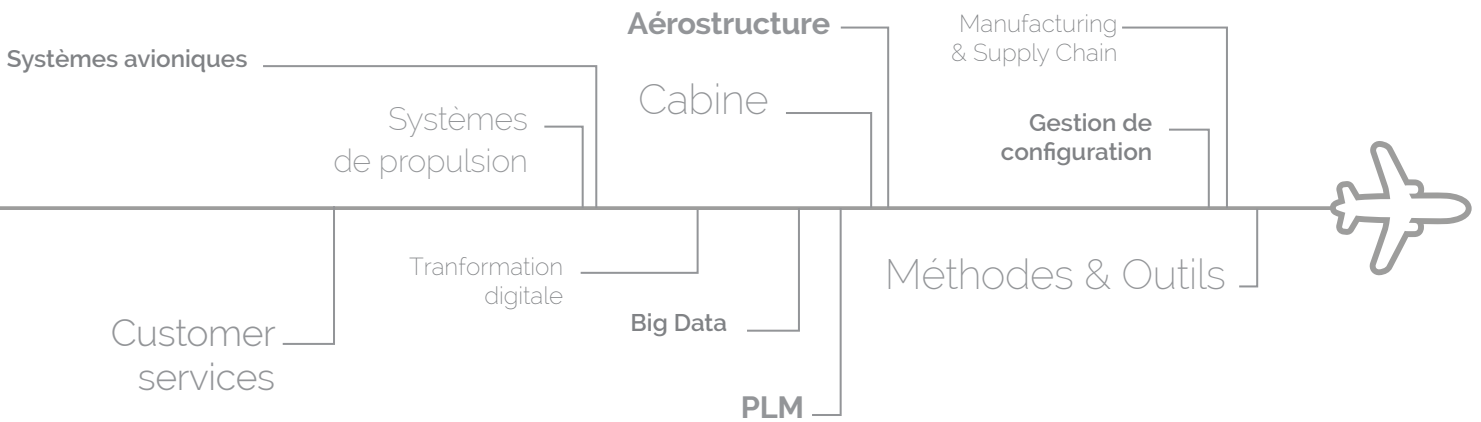 Aérostructure
Manufacturing
& Supply Chain
Systèmes avioniques
Cabine
Systèmes
de propulsion
Gestion de
configuration
Tranformation
digitale
Méthodes & Outils
Customer
services
Big Data
PLM